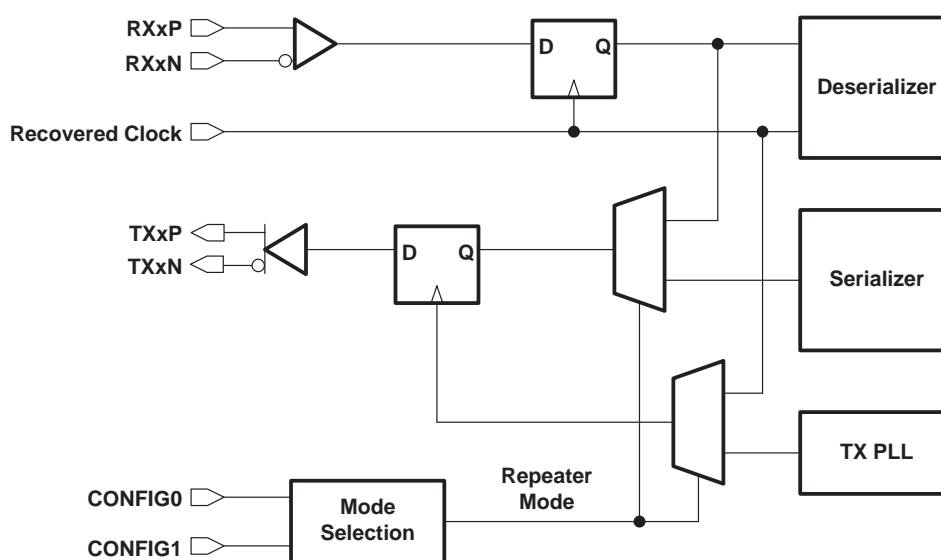 RXxP
RXxN
D Q
Deserializer
Recovered Clock
TXxP
TXxN
D Q
Serializer
TX PLL
Repeater
Mode
CONFIG0
CONFIG1
Mode
Selection